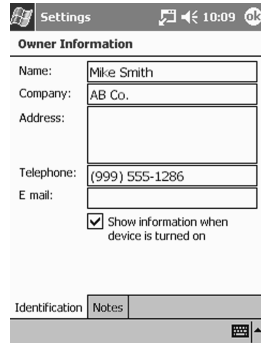 Settings 10:09 ok
Owner Information
Name: Mike Smith
Company: AB Co.
Address:
Telephone: (999) 555-1286
E mail:
Show information when
device is turned on
Identification Notes